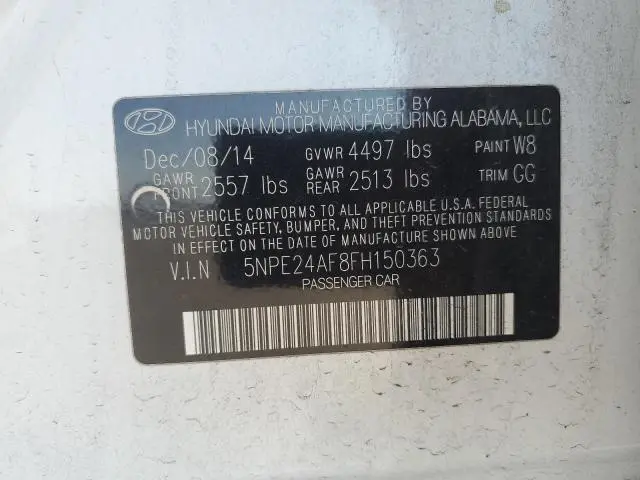 MANUFACTURED BY
HYUNDAI MOTOR MANUFACTURING ALABAMA, LLC
Dec/08/14 GVWR 4497 lbs PAINT W8
GAWR FRONT 2557 lbs GAWR REAR 2513 lbs TRIM GG
THIS VEHICLE CONFORMS TO ALL APPLICABLE U.S.A. FEDERAL
MOTOR VEHICLE SAFETY, BUMPER, AND THEFT PREVENTION STANDARDS
IN EFFECT ON THE DATE OF MANUFACTURE SHOWN ABOVE
V.I.N 5NPE24AF8FH150363
PASSENGER CAR